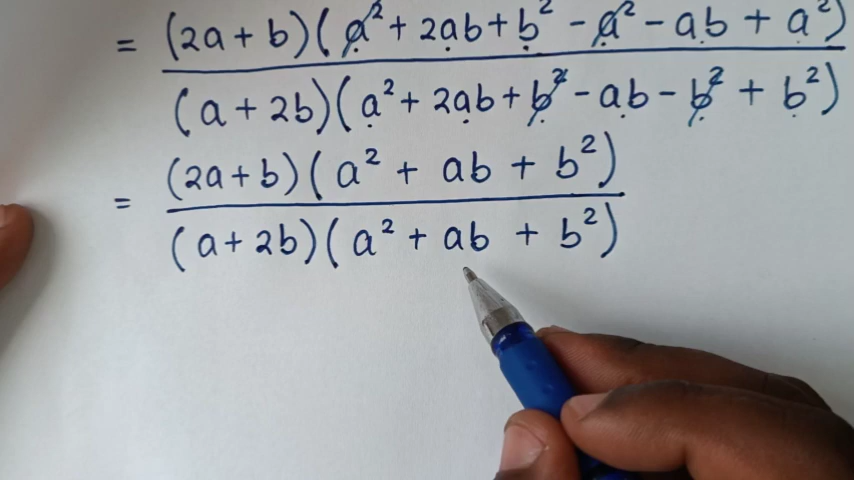 = (2a + b)(a² + 2ab + b² - a² - ab + a²)
(a + 2b)(a² + 2ab + b² - ab - b² + b²)
= (2a + b)(a² + ab + b²)
(a + 2b)(a² + ab + b²)